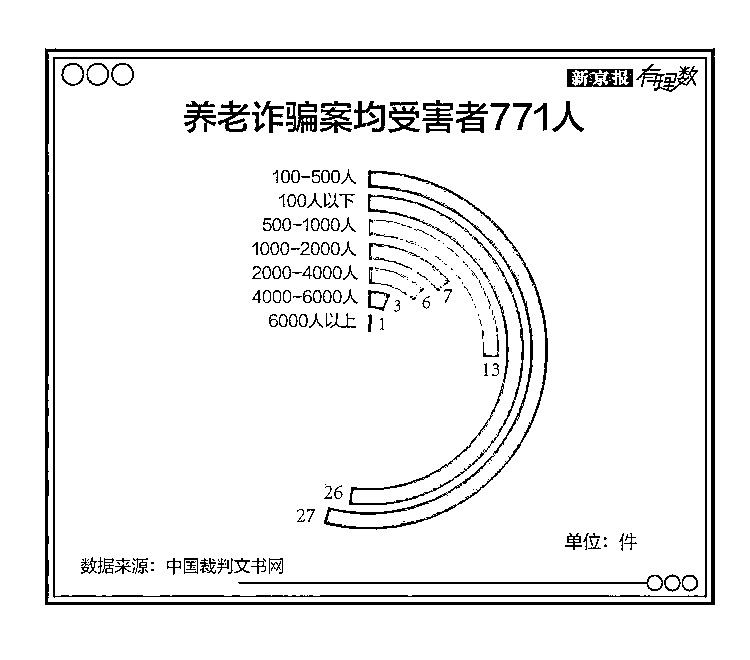 新京报 有理数
养老诈骗案均受害者771人
100-500人
100人以下
500-1000人
1000-2000人
2000-4000人
4000-6000人
6000人以上
1
3
6
7
13
26
27
单位：件
数据来源：中国裁判文书网